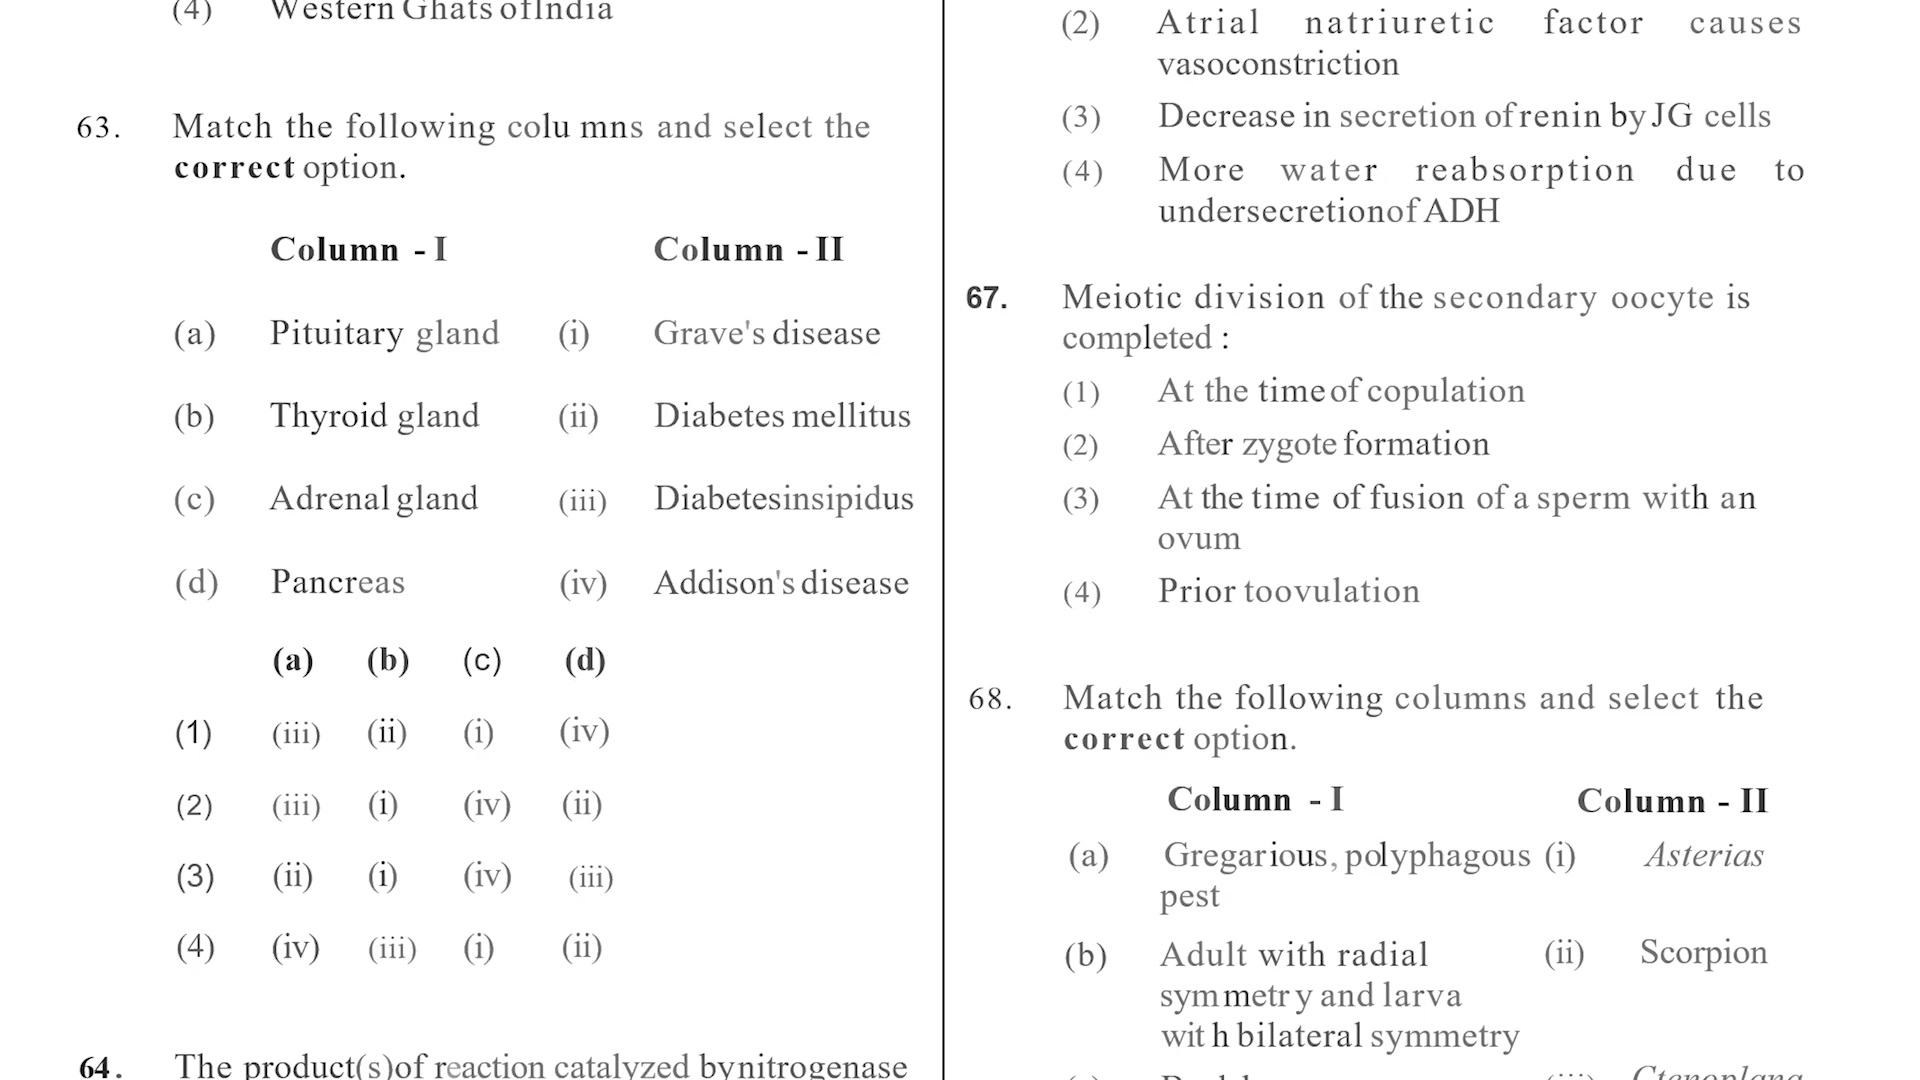 (4) Western Ghats of India
63. Match the following colu mns and select the
correct option.
Column - I Column - II
(a) Pituitary gland (i) Grave's disease
(b) Thyroid gland (ii) Diabetes mellitus
(c) Adrenal gland (iii) Diabetes insipidus
(d) Pancreas (iv) Addison's disease
(a) (b) (c) (d)
(1) (iii) (ii) (i) (iv)
(2) (iii) (i) (iv) (ii)
(3) (ii) (i) (iv) (iii)
(4) (iv) (iii) (i) (ii)
64. The product(s) of reaction catalyzed by nitrogenase
(2) Atrial natriuretic factor causes
vasoconstriction
(3) Decrease in secretion of renin by JG cells
(4) More water reabsorption due to
undersecretion of ADH
67. Meiotic division of the secondary oocyte is
completed :
(1) At the time of copulation
(2) After zygote formation
(3) At the time of fusion of a sperm with an
ovum
(4) Prior to ovulation
68. Match the following columns and select the
correct option.
Column - I Column - II
(a) Gregarious, polyphagous (i) Asterias
pest
(b) Adult with radial (ii) Scorpion
symmetry and larva
with bilateral symmetry
Ctenoplana